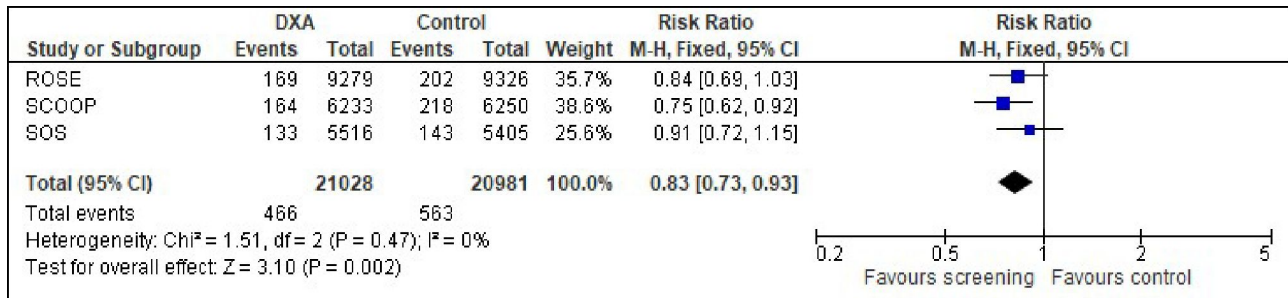 DXA Control Risk Ratio Risk Ratio
Study or Subgroup Events Total Events Total Weight M-H, Fixed, 95% CI M-H, Fixed, 95% CI
ROSE 169 9279 202 9326 35.7% 0.84 [0.69, 1.03]
SCOOP 164 6233 218 6250 38.6% 0.75 [0.62, 0.92]
SOS 133 5516 143 5405 25.6% 0.91 [0.72, 1.15]
Total (95% CI) 21028 20981 100.0% 0.83 [0.73, 0.93]
Total events 466 563
Heterogeneity: Chi² = 1.51, df = 2 (P = 0.47); I² = 0%
Test for overall effect: Z = 3.10 (P = 0.002)
0.2 0.5 1 2 5
Favours screening Favours control